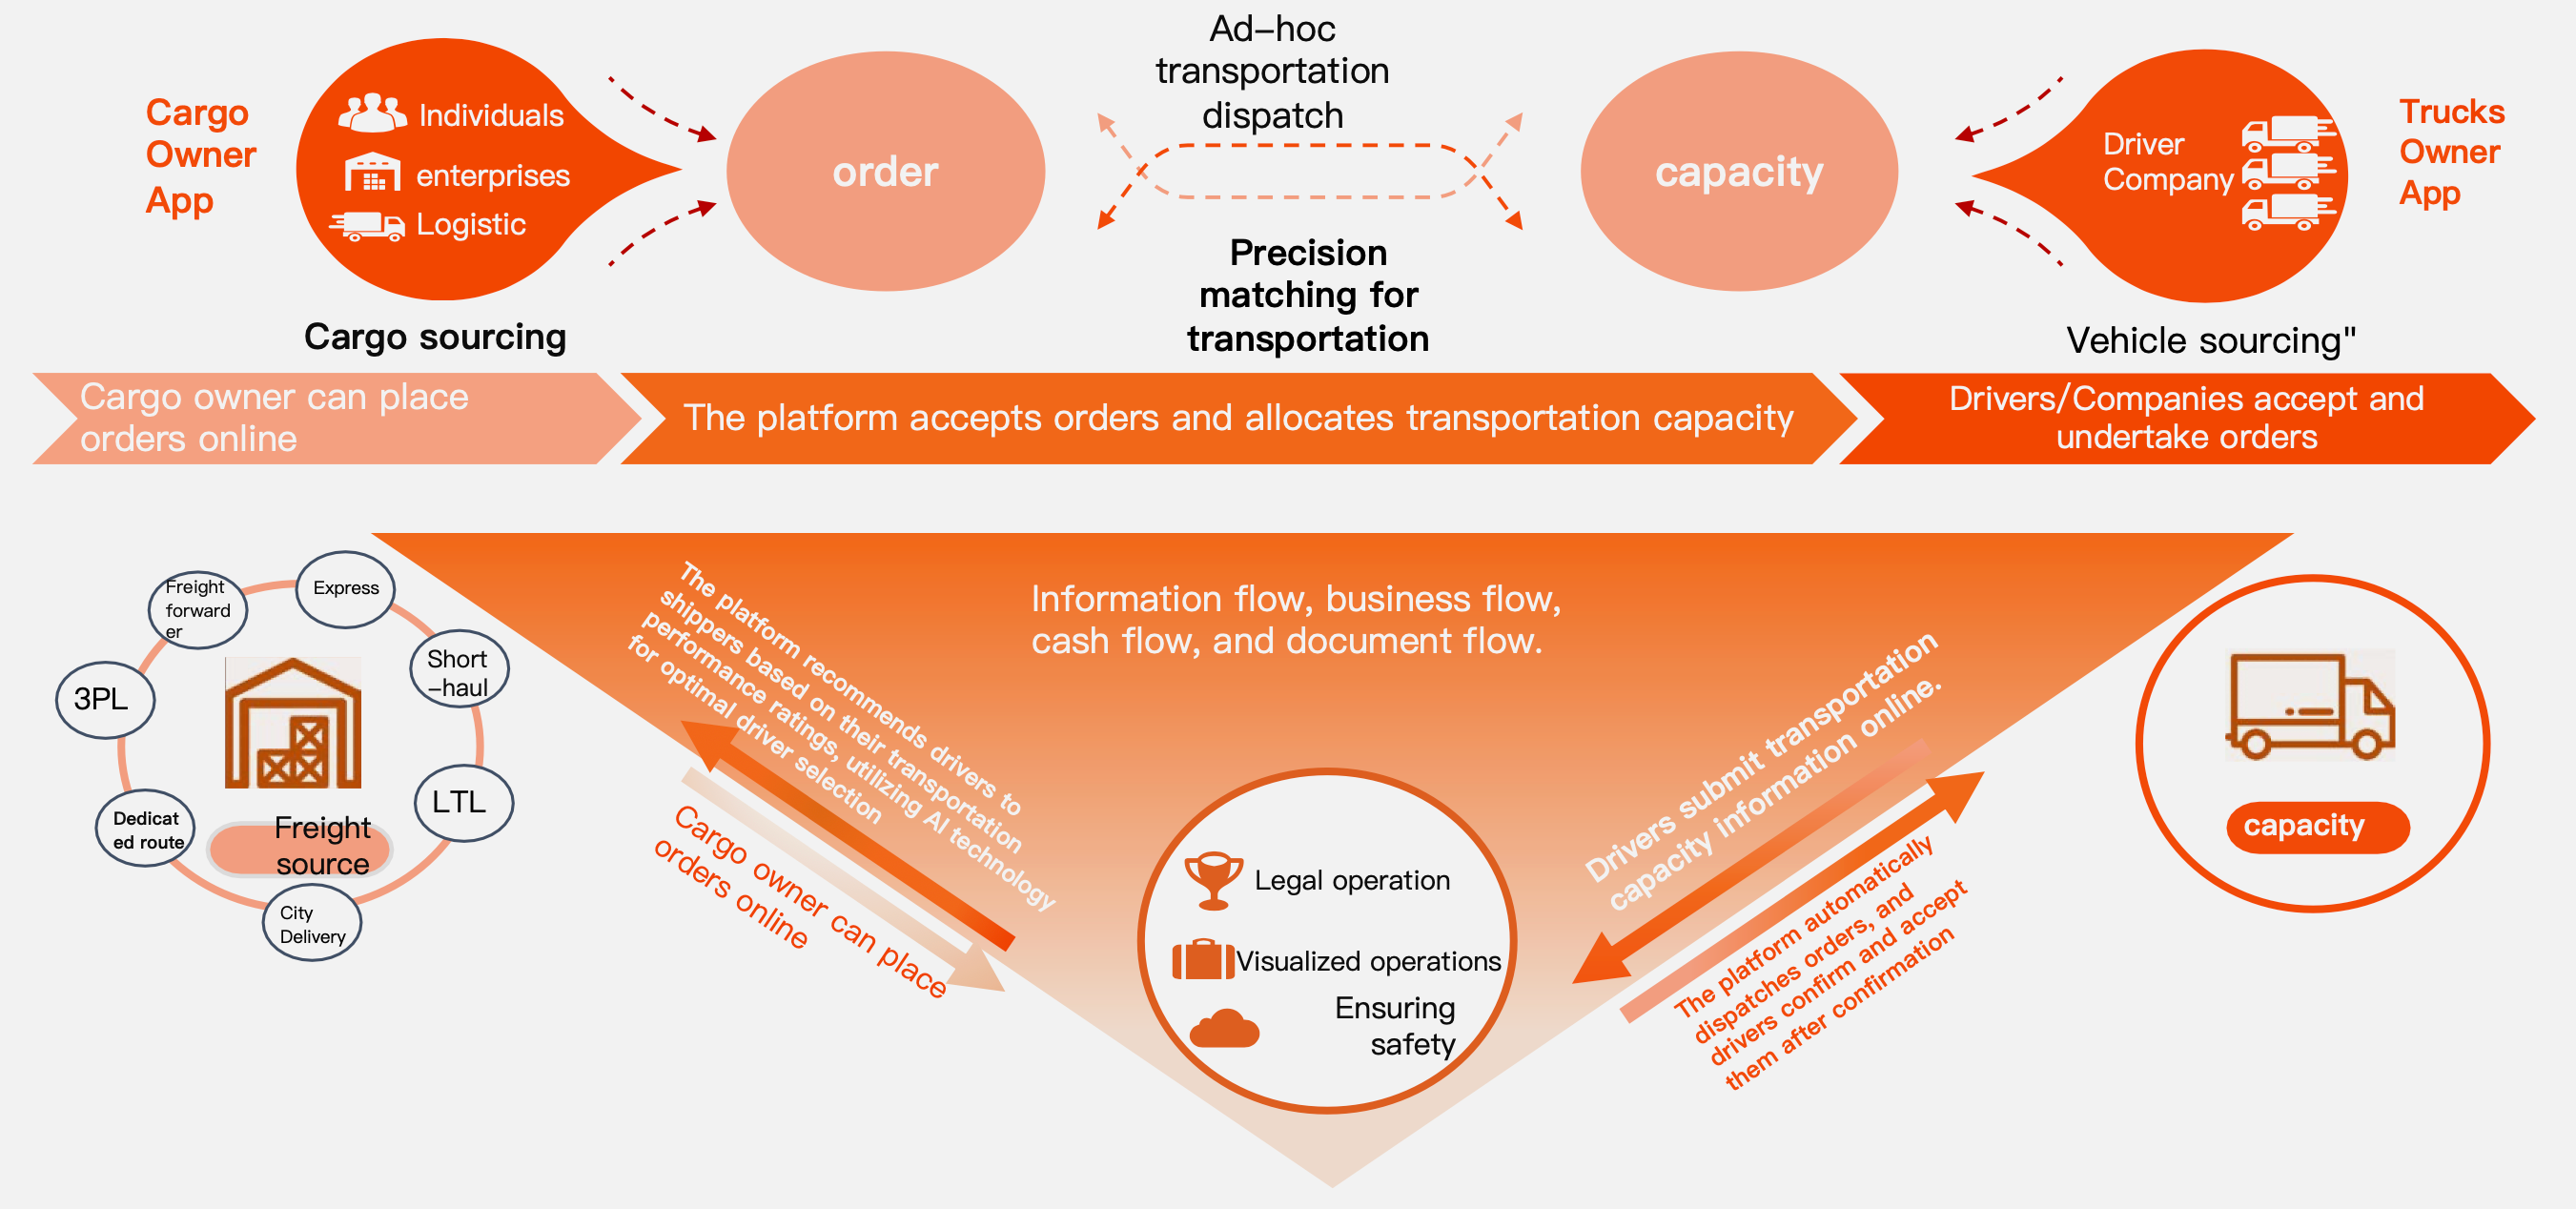 Cargo
Owner
App
Individuals
enterprises
Logistic
order
Ad-hoc
transportation
dispatch
Precision
matching for
transportation
capacity
Driver
Company
Trucks
Owner
App
Cargo sourcing
Vehicle sourcing"
Cargo owner can place
orders online
The platform accepts orders and allocates transportation capacity
Drivers/Companies accept and
undertake orders
Freight
forward
er
Express
Short
-haul
3PL
LTL
Dedicat
ed route
Freight
source
City
Delivery
The platform recommends drivers to
shippers based on their transportation
performance ratings, utilizing AI technology
for optimal driver selection
Cargo owner can place
orders online
Information flow, business flow,
cash flow, and document flow.
Legal operation
Visualized operations
Ensuring
safety
Drivers submit transportation
capacity information online.
The platform automatically
dispatches orders, and
drivers confirm and accept
them after confirmation
capacity